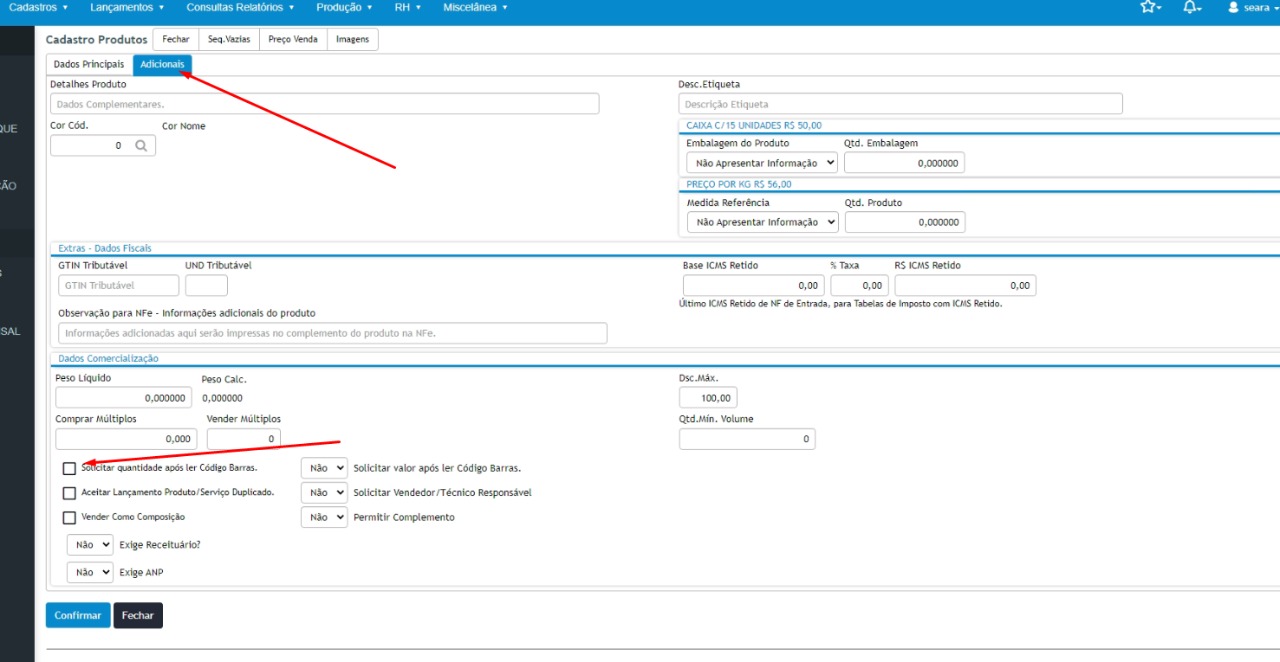 Cadastros Lançamentos Consultas Relatórios Produção RH Miscelânea seara
Cadastro Produtos Fechar Seq.Vazias Preço Venda Imagens
Dados Principais Adicionais
Detalhes Produto Desc.Etiqueta
Dados Complementares. Descrição Etiqueta
Cor Cód. Cor Nome CAIXA C/15 UNIDADES R$ 50,00
QUE
0 Embalagem do Produto Qtd. Embalagem
Não Apresentar Informação 0,000000
ÇÃO
PREÇO POR KG R$ 56,00
Medida Referência Qtd. Produto
Não Apresentar Informação 0,000000
Extras - Dados Fiscais
GTIN Tributável UND Tributável Base ICMS Retido % Taxa R$ ICMS Retido
GTIN Tributável 0,00 0,00 0,00
Último ICMS Retido de NF de Entrada, para Tabelas de Imposto com ICMS Retido.
Observação para NFe - Informações adicionais do produto
SAL
Informações adicionadas aqui serão impressas no complemento do produto na NFe.
Dados Comercialização
Peso Líquido Peso Calc. Dsc.Máx.
0,000000 0,000000 100,00
Comprar Múltiplos Vender Múltiplos Qtd.Mín. Volume
0,000 0 0
Solicitar quantidade após ler Código Barras. Não Solicitar valor após ler Código Barras.
Aceitar Lançamento Produto/Serviço Duplicado. Não Solicitar Vendedor/Técnico Responsável
Vender Como Composição Não Permitir Complemento
Não Exige Receituário?
Não Exige ANP
Confirmar Fechar